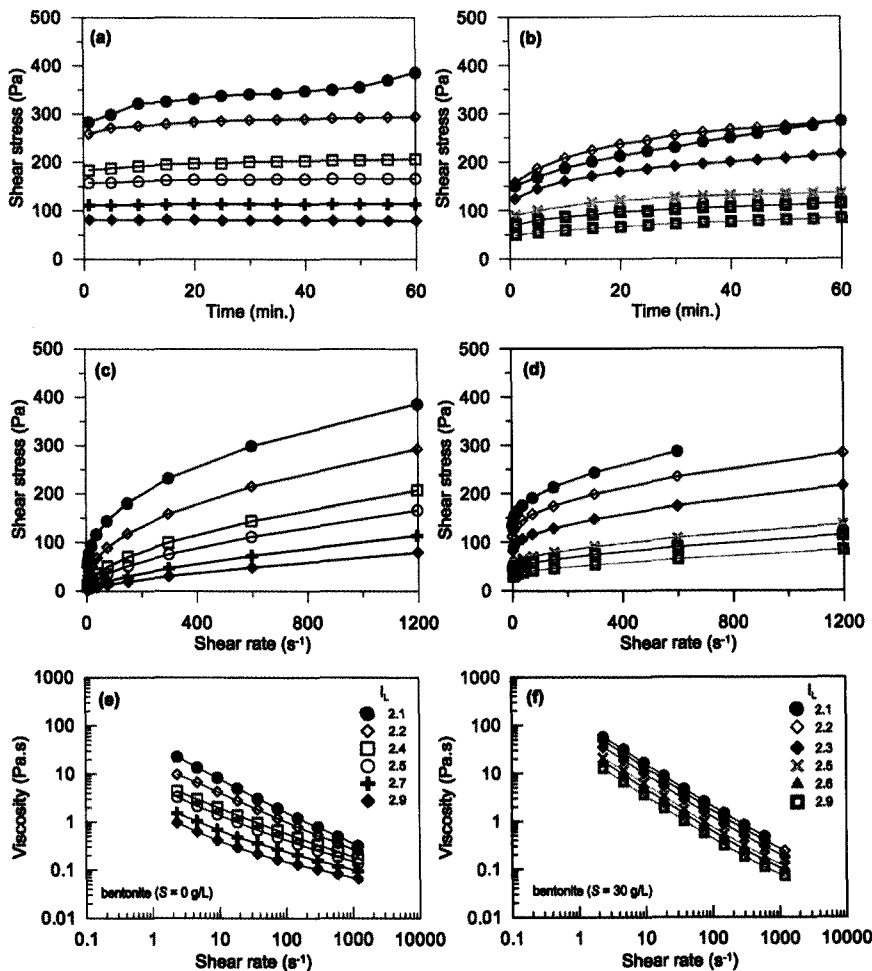 (a)
Shear stress (Pa)
500
400
300
200
100
0
0 20 40 60
Time (min.)
(b)
Shear stress (Pa)
500
400
300
200
100
0
0 20 40 60
Time (min.)
(c)
Shear stress (Pa)
500
400
300
200
100
0
0 400 800 1200
Shear rate (s⁻¹)
(d)
Shear stress (Pa)
500
400
300
200
100
0
0 400 800 1200
Shear rate (s⁻¹)
(e)
Viscosity (Pa.s)
1000
100
10
1
0.1
0.01
I_L
2.1
2.2
2.4
2.5
2.7
2.9
bentonite (S = 0 g/L)
0.1 1 10 100 1000 10000
Shear rate (s⁻¹)
(f)
Viscosity (Pa.s)
1000
100
10
1
0.1
0.01
I_L
2.1
2.2
2.3
2.5
2.6
2.9
bentonite (S = 30 g/L)
0.1 1 10 100 1000 10000
Shear rate (s⁻¹)